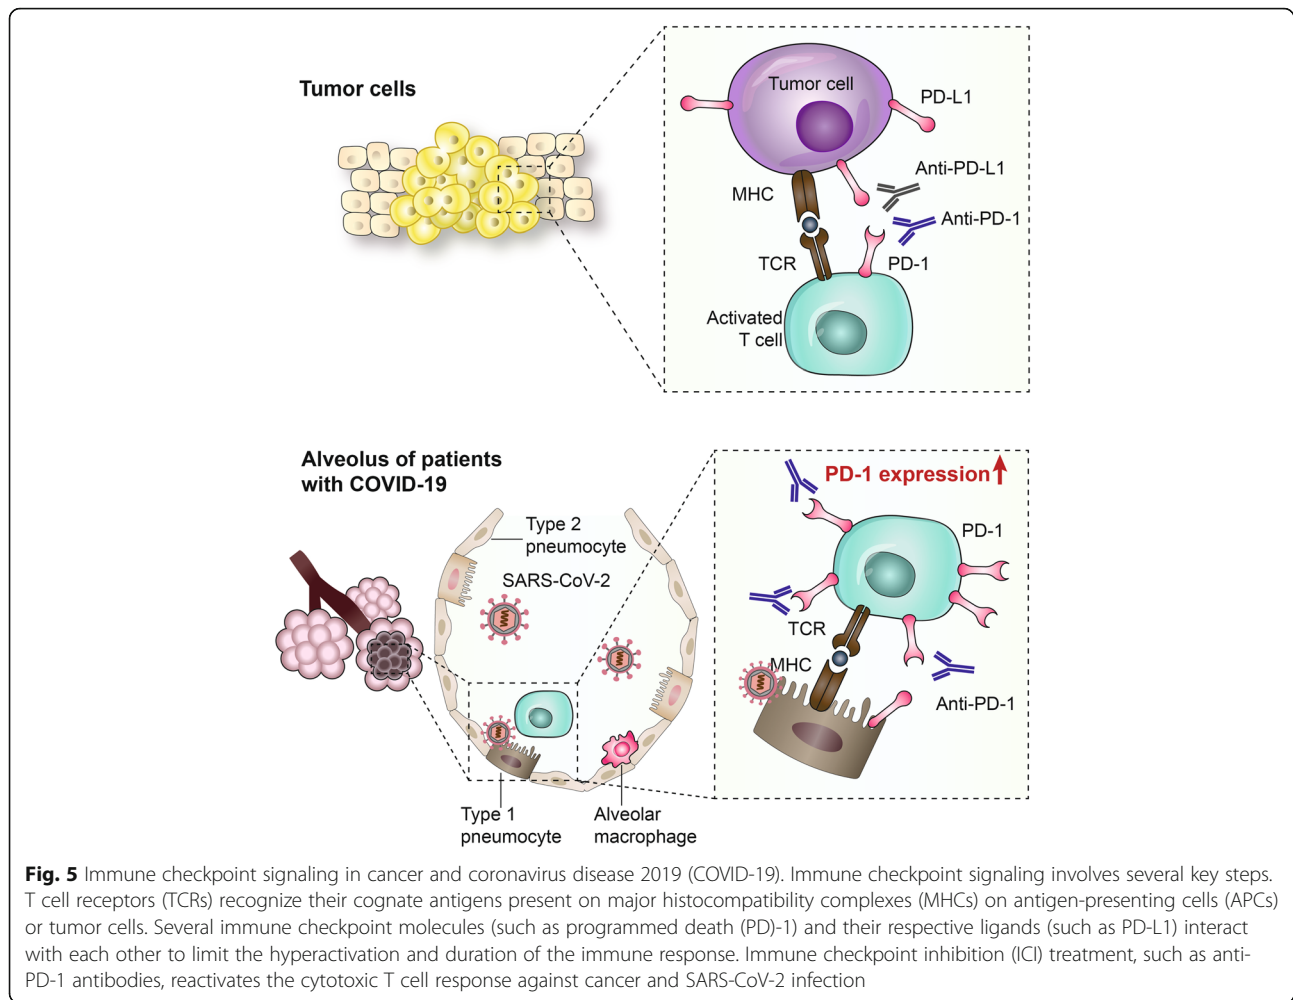 Tumor cells
Tumor cell
PD-L1
Anti-PD-L1
MHC
Anti-PD-1
TCR
PD-1
Activated
T cell
Alveolus of patients
with COVID-19
PD-1 expression
Type 2
pneumocyte
PD-1
SARS-CoV-2
TCR
MHC
Anti-PD-1
Type 1
pneumocyte
Alveolar
macrophage
Fig. 5 Immune checkpoint signaling in cancer and coronavirus disease 2019 (COVID-19). Immune checkpoint signaling involves several key steps.
T cell receptors (TCRs) recognize their cognate antigens present on major histocompatibility complexes (MHCs) on antigen-presenting cells (APCs)
or tumor cells. Several immune checkpoint molecules (such as programmed death (PD)-1) and their respective ligands (such as PD-L1) interact
with each other to limit the hyperactivation and duration of the immune response. Immune checkpoint inhibition (ICI) treatment, such as anti-
PD-1 antibodies, reactivates the cytotoxic T cell response against cancer and SARS-CoV-2 infection